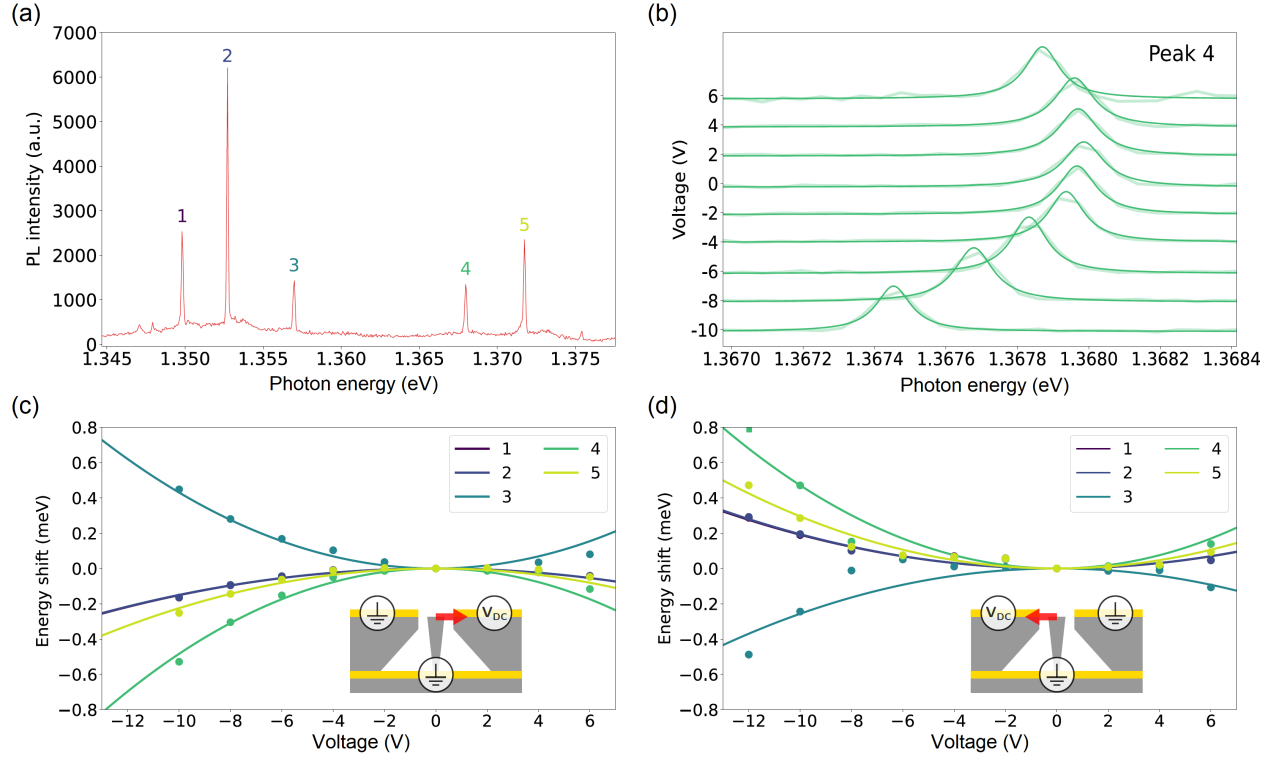 (a)
7000
6000
5000
4000
3000
2000
1000
0
PL intensity (a.u.)
1
2
3
4
5
1.345 1.350 1.355 1.360 1.365 1.370 1.375
Photon energy (eV)
(b)
Peak 4
6
4
2
0
-2
-4
-6
-8
-10
Voltage (V)
1.3670 1.3672 1.3674 1.3676 1.3678 1.3680 1.3682 1.3684
Photon energy (eV)
(c)
0.8
0.6
0.4
0.2
0.0
−0.2
−0.4
−0.6
−0.8
Energy shift (meV)
1 4
2 5
3
VDC
−12 −10 −8 −6 −4 −2 0 2 4 6
Voltage (V)
(d)
0.8
0.6
0.4
0.2
0.0
−0.2
−0.4
−0.6
−0.8
Energy shift (meV)
1 4
2 5
3
VDC
−12 −10 −8 −6 −4 −2 0 2 4 6
Voltage (V)